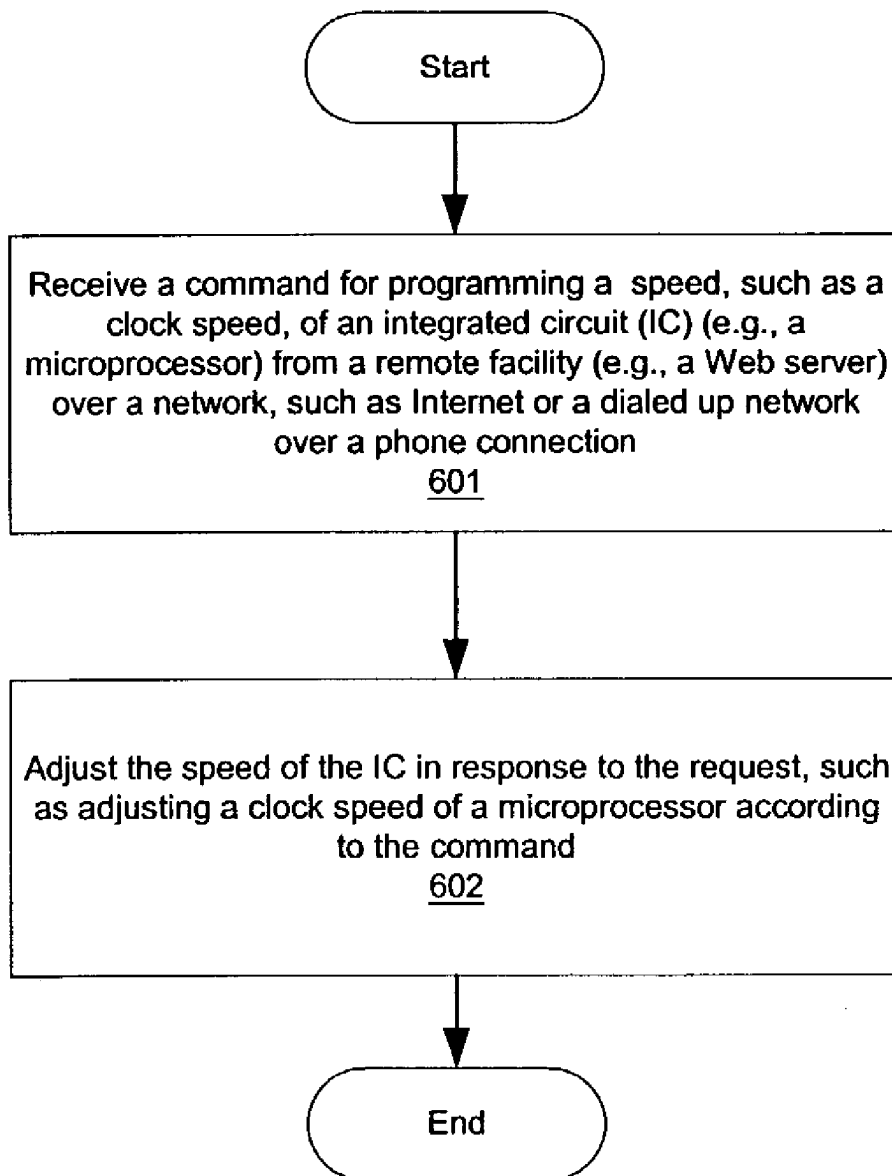 Start
Receive a command for programming a speed, such as a
clock speed, of an integrated circuit (IC) (e.g., a
microprocessor) from a remote facility (e.g., a Web server)
over a network, such as Internet or a dialed up network
over a phone connection
601
Adjust the speed of the IC in response to the request, such
as adjusting a clock speed of a microprocessor according
to the command
602
End